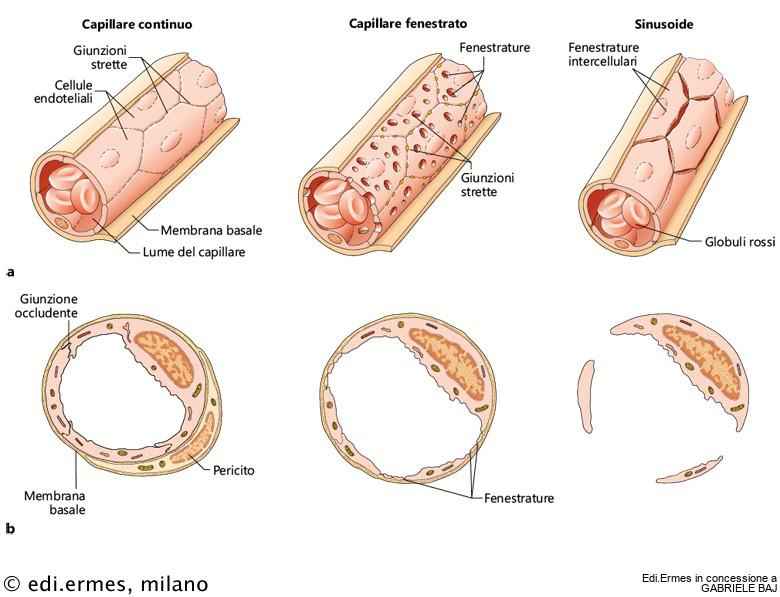 Capillare continuo
Capillare fenestrato
Sinusoide
Giunzioni
strette
Cellule
endoteliali
Membrana basale
Lume del capillare
Fenestrature
Giunzioni
strette
Fenestrature
intercellulari
Globuli rossi
a
Giunzione
occludente
Membrana
basale
Pericito
Fenestrature
b
© edi.ermes, milano
Edi.Ermes in concessione a
GABRIELE BAJ